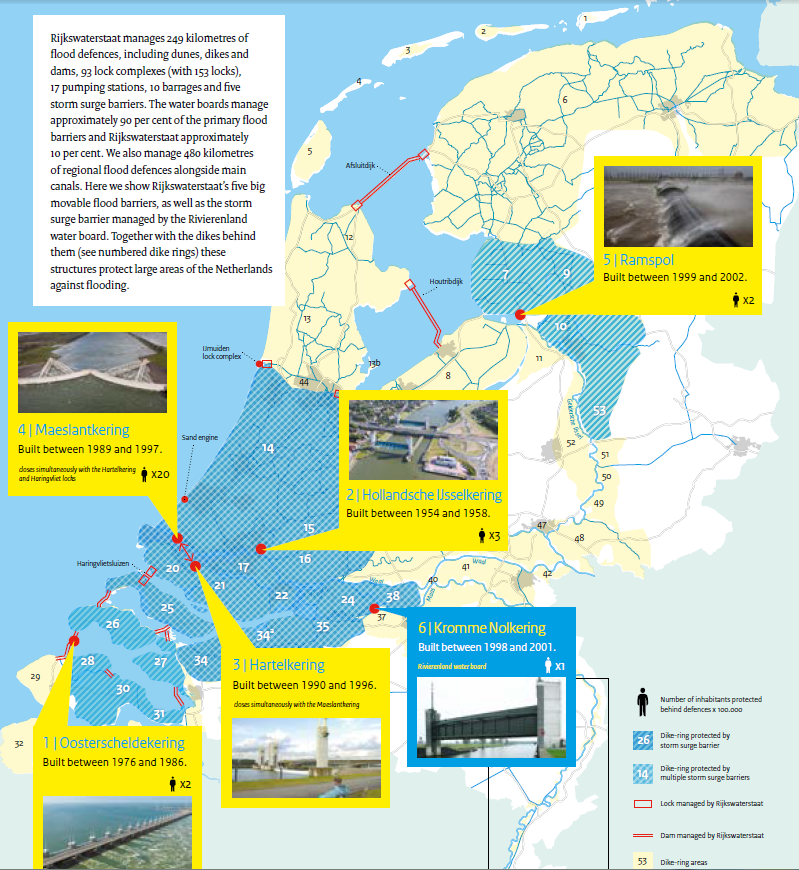 Rijkswaterstaat manages 249 kilometres of
flood defences, including dunes, dikes and
dams, 93 lock complexes (with 153 locks),
17 pumping stations, 10 barrages and five
storm surge barriers. The water boards manage
approximately 90 per cent of the primary flood
barriers and Rijkswaterstaat approximately
10 per cent. We also manage 480 kilometres
of regional flood defences alongside main
canals. Here we show Rijkswaterstaat's five big
movable flood barriers, as well as the storm
surge barrier managed by the Rivierenland
water board. Together with the dikes behind
them (see numbered dike rings) these
structures protect large areas of the Netherlands
against flooding.
1
2
3
4
5
6
Afsluitdijk
12
7
9
5 | Ramspol
Built between 1999 and 2002.
X2
Houtribdijk
10
13
IJmuiden
lock complex
13b
44
8
11
53
4 | Maeslantkering
Built between 1989 and 1997.
closes simultaneously with the Hartelkering
and Haringvliet locks
X20
Sand engine
14
2 | Hollandsche IJsselkering
Built between 1954 and 1958.
X3
52
51
50
49
47
48
15
16
Haringvlietsluizen
20
17
21
22
24
38
37
40
41
Waal
Waal
Maas
42
25
26
27
28
29
30
31
32
34
34a
35
3 | Hartelkering
Built between 1990 and 1996.
closes simultaneously with the Maeslantkering
6 | Kromme Nolkering
Built between 1998 and 2001.
Rivierenland water board
X1
1 | Oosterscheldekering
Built between 1976 and 1986.
X2
Number of inhabitants protected
behind defences x 100.000
26
Dike-ring protected by
storm surge barrier
14
Dike-ring protected by
multiple storm surge barriers
Lock managed by Rijkswaterstaat
Dam managed by Rijkswaterstaat
53
Dike-ring areas